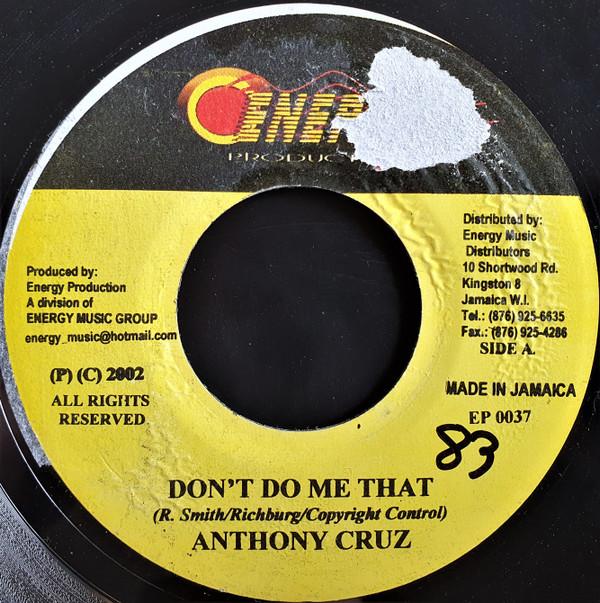 ENER
PRODUC
Produced by:
Energy Production
A division of
ENERGY MUSIC GROUP
energy_music@hotmail.com
(P) (C) 2002
ALL RIGHTS
RESERVED
Distributed by:
Energy Music
Distributors
10 Shortwood Rd.
Kingston 8
Jamaica W.I.
Tel.: (876) 925-6635
Fax.: (876) 925-4286
SIDE A.
MADE IN JAMAICA
EP 0037
83
DON'T DO ME THAT
(R. Smith/Richburg/Copyright Control)
ANTHONY CRUZ